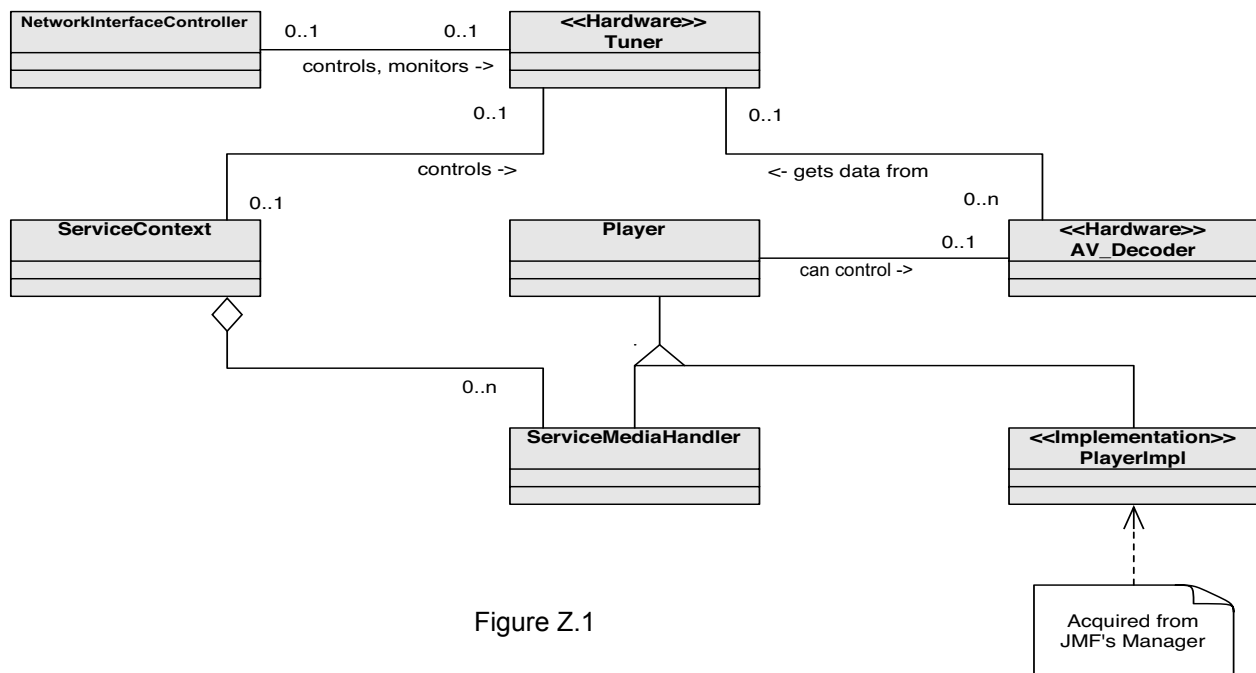 NetworkInterfaceController
0..1
0..1
<<Hardware>>
Tuner
controls, monitors ->
0..1
0..1
controls ->
<- gets data from
0..1
0..n
ServiceContext
Player
0..1
<<Hardware>>
AV_Decoder
can control ->
0..n
ServiceMediaHandler
<<Implementation>>
PlayerImpl
Figure Z.1
Acquired from
JMF's Manager